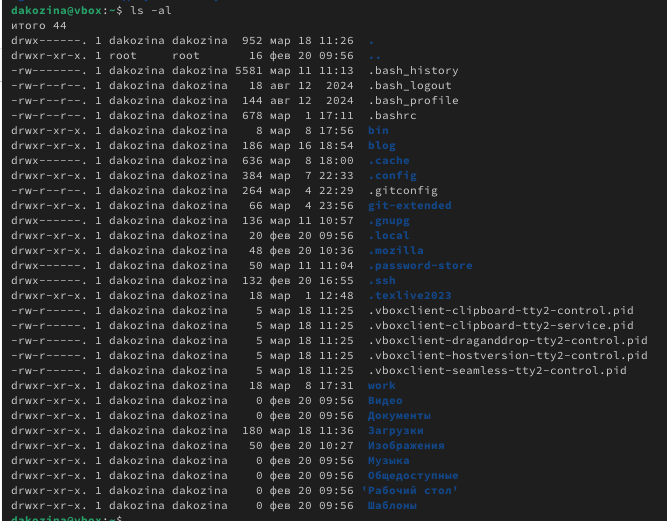 dakozina@vbox:~$ ls -al
итого 44
drwx------. 1 dakozina dakozina  952 мар 18 11:26  .
drwxr-xr-x. 1 root     root       16 фев 20 09:56  ..
-rw-------. 1 dakozina dakozina 5581 мар 11 11:13  .bash_history
-rw-r--r--. 1 dakozina dakozina   18 авг 12  2024  .bash_logout
-rw-r--r--. 1 dakozina dakozina  144 авг 12  2024  .bash_profile
-rw-r--r--. 1 dakozina dakozina  678 мар  1 17:11  .bashrc
drwxr-xr-x. 1 dakozina dakozina    8 мар  8 17:56  bin
drwxr-xr-x. 1 dakozina dakozina  186 мар 16 18:54  blog
drwx------. 1 dakozina dakozina  636 мар  8 18:00  .cache
drwxr-xr-x. 1 dakozina dakozina  384 мар  7 22:33  .config
-rw-r--r--. 1 dakozina dakozina  264 мар  4 22:29  .gitconfig
drwxr-xr-x. 1 dakozina dakozina   66 мар  4 23:56  git-extended
drwx------. 1 dakozina dakozina  136 мар 11 10:57  .gnupg
drwxr-xr-x. 1 dakozina dakozina   20 фев 20 09:56  .local
drwxr-xr-x. 1 dakozina dakozina   48 фев 20 10:36  .mozilla
drwx------. 1 dakozina dakozina   50 мар 11 11:04  .password-store
drwx------. 1 dakozina dakozina  132 фев 20 16:55  .ssh
drwxr-xr-x. 1 dakozina dakozina   18 мар  1 12:48  .texlive2023
-rw-r-----. 1 dakozina dakozina    5 мар 18 11:25  .vboxclient-clipboard-tty2-control.pid
-rw-r-----. 1 dakozina dakozina    5 мар 18 11:25  .vboxclient-clipboard-tty2-service.pid
-rw-r-----. 1 dakozina dakozina    5 мар 18 11:25  .vboxclient-draganddrop-tty2-control.pid
-rw-r-----. 1 dakozina dakozina    5 мар 18 11:25  .vboxclient-hostversion-tty2-control.pid
-rw-r-----. 1 dakozina dakozina    5 мар 18 11:25  .vboxclient-seamless-tty2-control.pid
drwxr-xr-x. 1 dakozina dakozina   18 мар  8 17:31  work
drwxr-xr-x. 1 dakozina dakozina    0 фев 20 09:56  Видео
drwxr-xr-x. 1 dakozina dakozina    0 фев 20 09:56  Документы
drwxr-xr-x. 1 dakozina dakozina  180 мар 18 11:36  Загрузки
drwxr-xr-x. 1 dakozina dakozina   50 фев 20 10:27  Изображения
drwxr-xr-x. 1 dakozina dakozina    0 фев 20 09:56  Музыка
drwxr-xr-x. 1 dakozina dakozina    0 фев 20 09:56  Общедоступные
drwxr-xr-x. 1 dakozina dakozina    0 фев 20 09:56 'Рабочий стол'
drwxr-xr-x. 1 dakozina dakozina    0 фев 20 09:56  Шаблоны
dakozina@vbox:~$